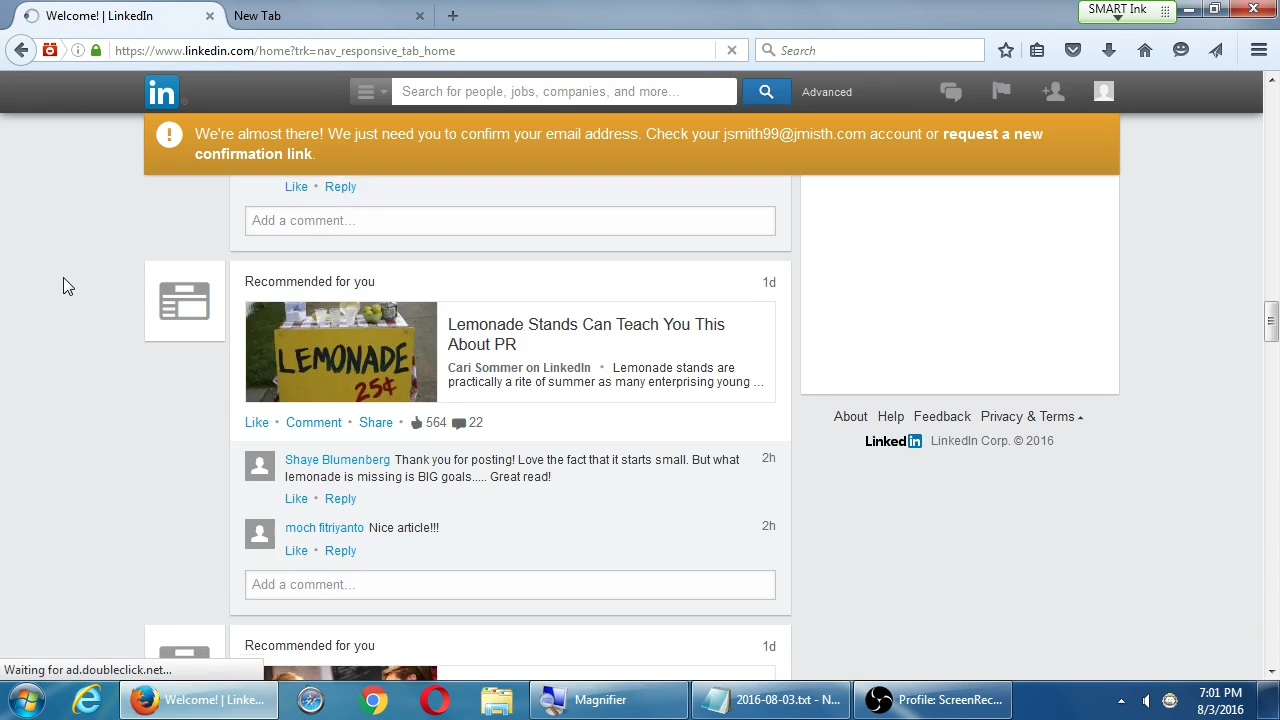 Welcome! | LinkedIn
New Tab
SMART Ink
https://www.linkedin.com/home?trk=nav_responsive_tab_home
Search
in
Search for people, jobs, companies, and more...
Advanced
We're almost there! We just need you to confirm your email address. Check your jsmith99@jmisth.com account or request a new
confirmation link.
Like • Reply
Add a comment...
Recommended for you
1d
LEMONADE
25¢
Lemonade Stands Can Teach You This
About PR
Cari Sommer on LinkedIn • Lemonade stands are
practically a rite of summer as many enterprising young ...
Like • Comment • Share • 564 22
Shaye Blumenberg Thank you for posting! Love the fact that it starts small. But what
lemonade is missing is BIG goals..... Great read!
2h
Like • Reply
moch fitriyanto Nice article!!!
2h
Like • Reply
Add a comment...
Recommended for you
1d
About Help Feedback Privacy & Terms
Linked in LinkedIn Corp. © 2016
Waiting for ad.doubleclick.net...
Welcome! | Linke...
Magnifier
2016-08-03.txt - N...
Profile: ScreenRec...
7:01 PM
8/3/2016